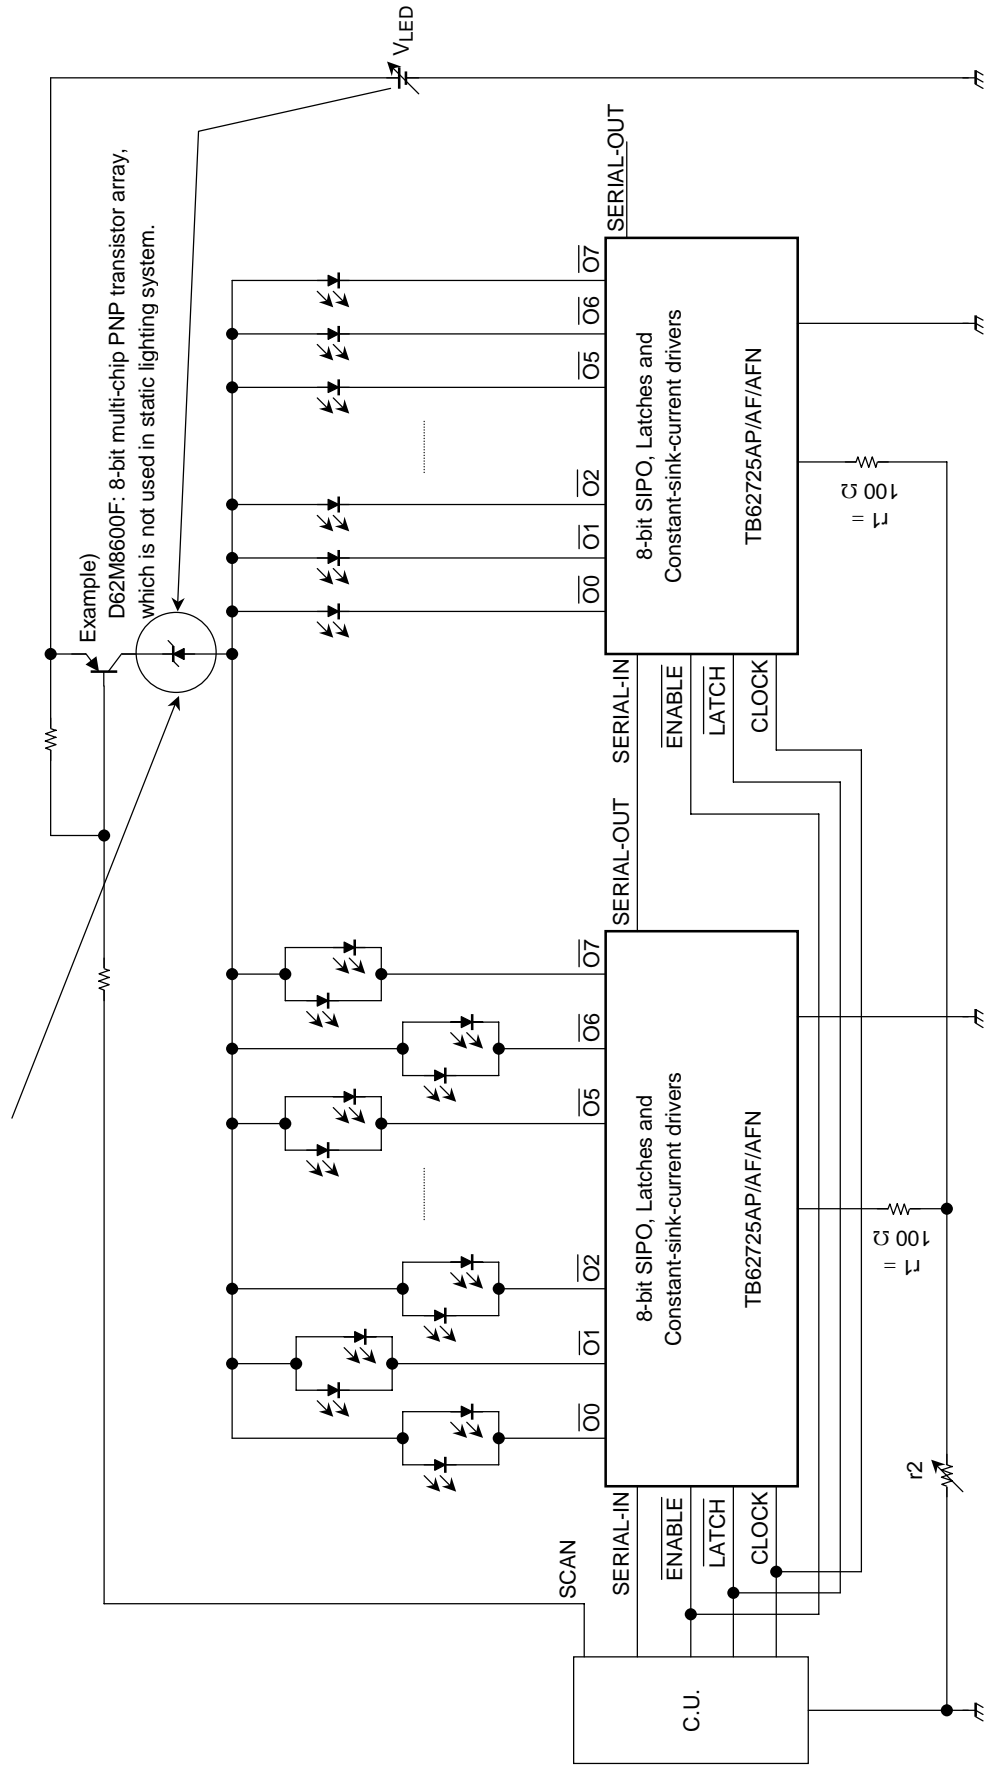 VLED
Example)
D62M8600F: 8-bit multi-chip PNP transistor array,
which is not used in static lighting system.
SCAN
C.U.
SERIAL-IN
ENABLE
LATCH
CLOCK
O0
O1
O2
O5
O6
O7
8-bit SIPO, Latches and
Constant-sink-current drivers
TB62725AP/AF/AFN
SERIAL-OUT
r1 =
100 Ω
r2
SERIAL-IN
ENABLE
LATCH
CLOCK
O0
O1
O2
O5
O6
O7
8-bit SIPO, Latches and
Constant-sink-current drivers
TB62725AP/AF/AFN
SERIAL-OUT
r1 =
100 Ω